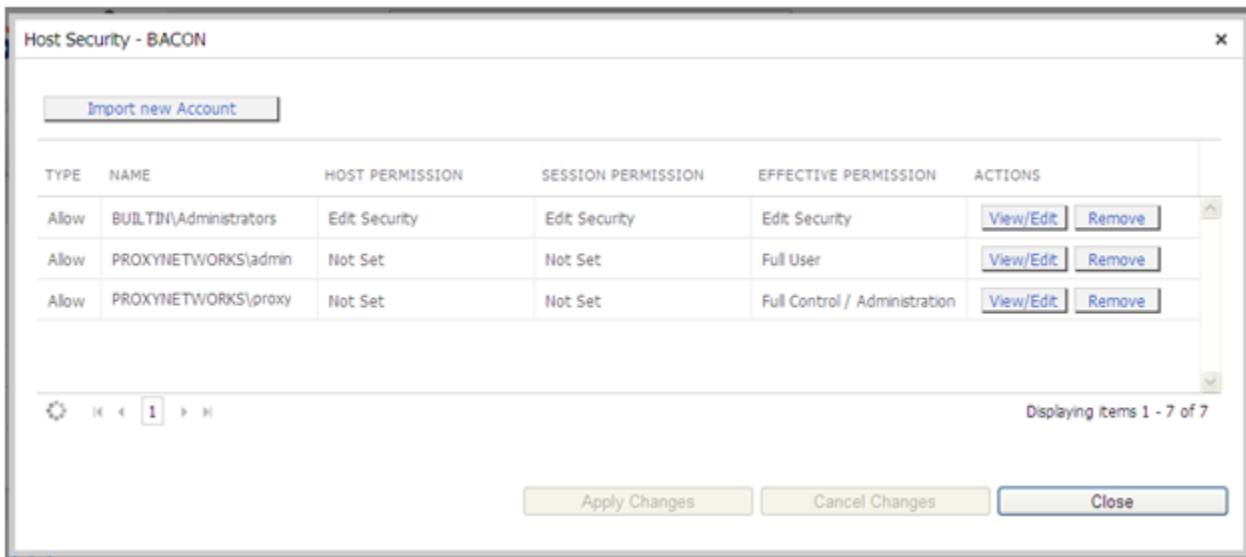 Host Security - BACON
Import new Account
TYPE NAME HOST PERMISSION SESSION PERMISSION EFFECTIVE PERMISSION ACTIONS
Allow BUILTIN\Administrators Edit Security Edit Security Edit Security View/Edit Remove
Allow PROXYNETWORKS\admin Not Set Not Set Full User View/Edit Remove
Allow PROXYNETWORKS\proxy Not Set Not Set Full Control / Administration View/Edit Remove
1 Displaying items 1 - 7 of 7
Apply Changes Cancel Changes Close